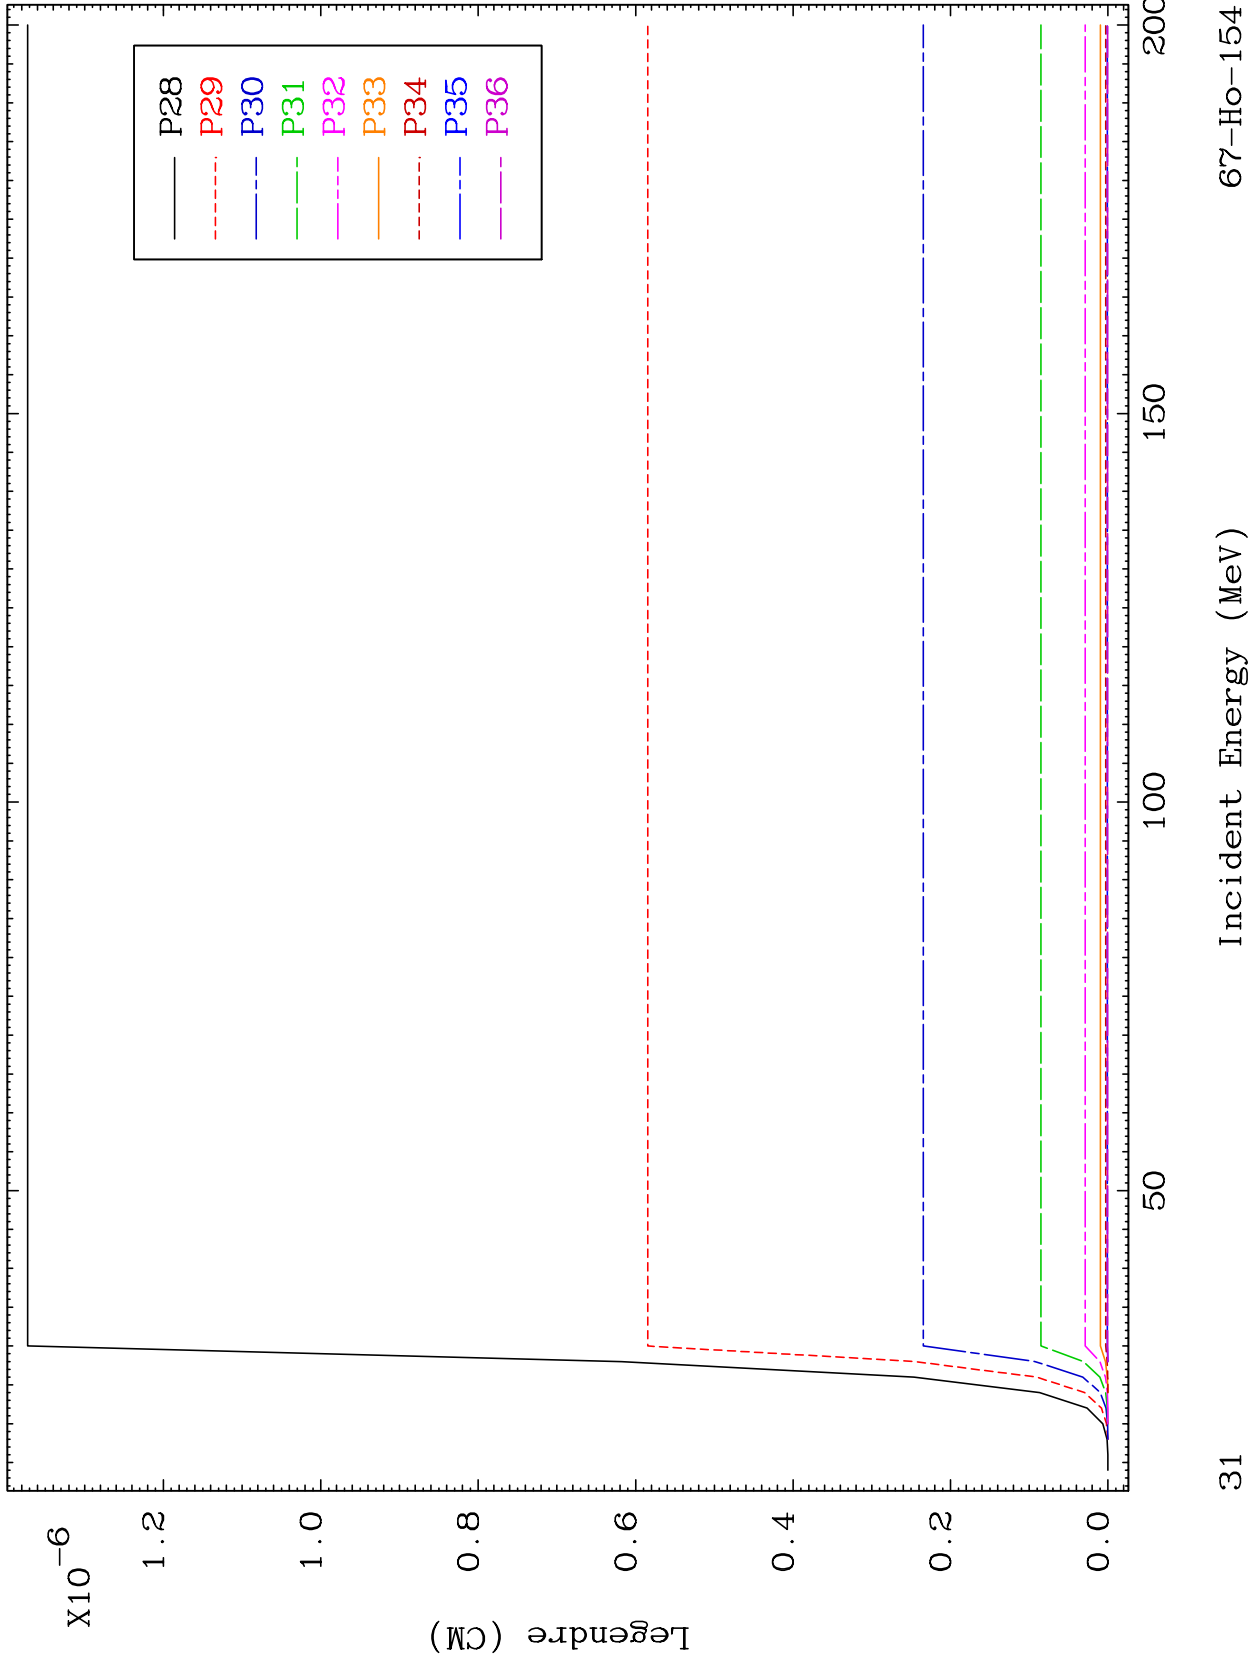 X10-6
1.2
1.0
0.8
0.6
0.4
0.2
0.0
Legendre (CM)
P28
P29
P30
P31
P32
P33
P34
P35
P36
50
100
150
200
Incident Energy (MeV)
31
67-Ho-154